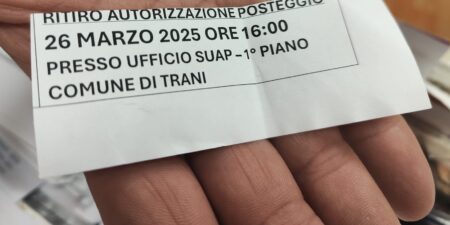 RITIRO AUTORIZZAZIONE POSTEGGIO
26 MARZO 2025 ORE 16:00
PRESSO UFFICIO SUAP – 1° PIANO
COMUNE DI TRANI